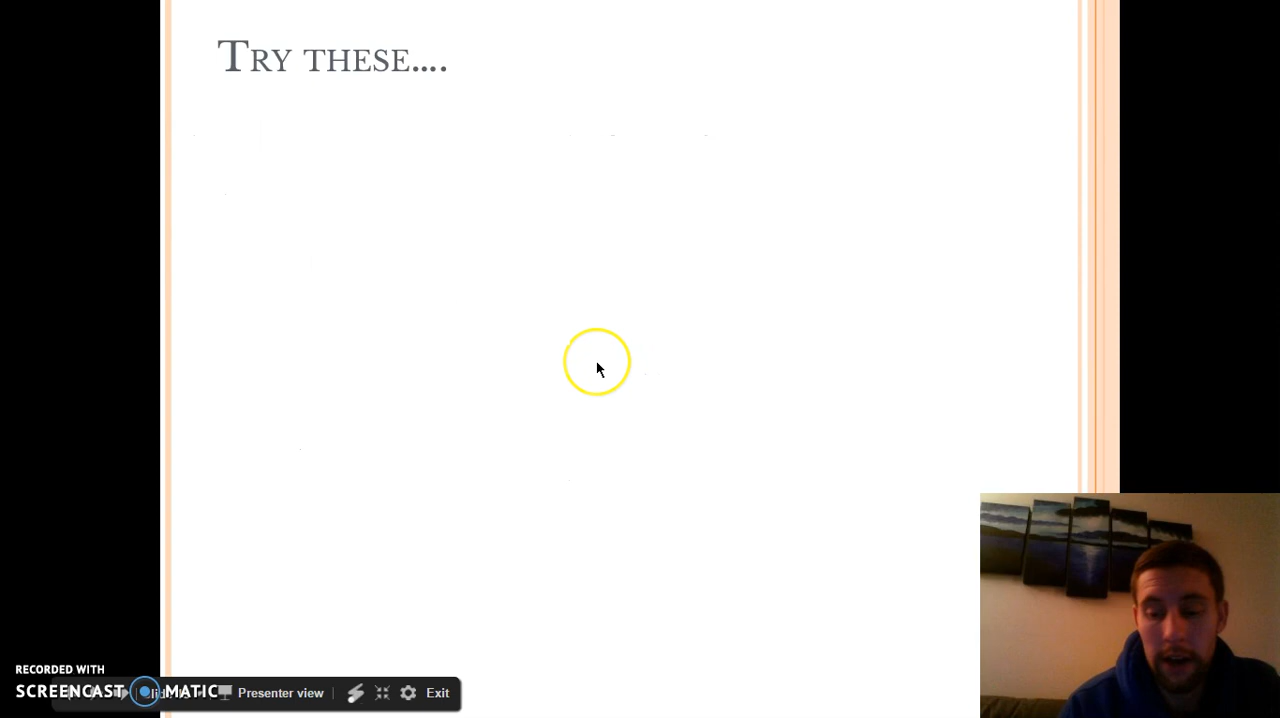 Try these....
RECORDED WITH
SCREENCAST MATIC
Presenter view
Exit